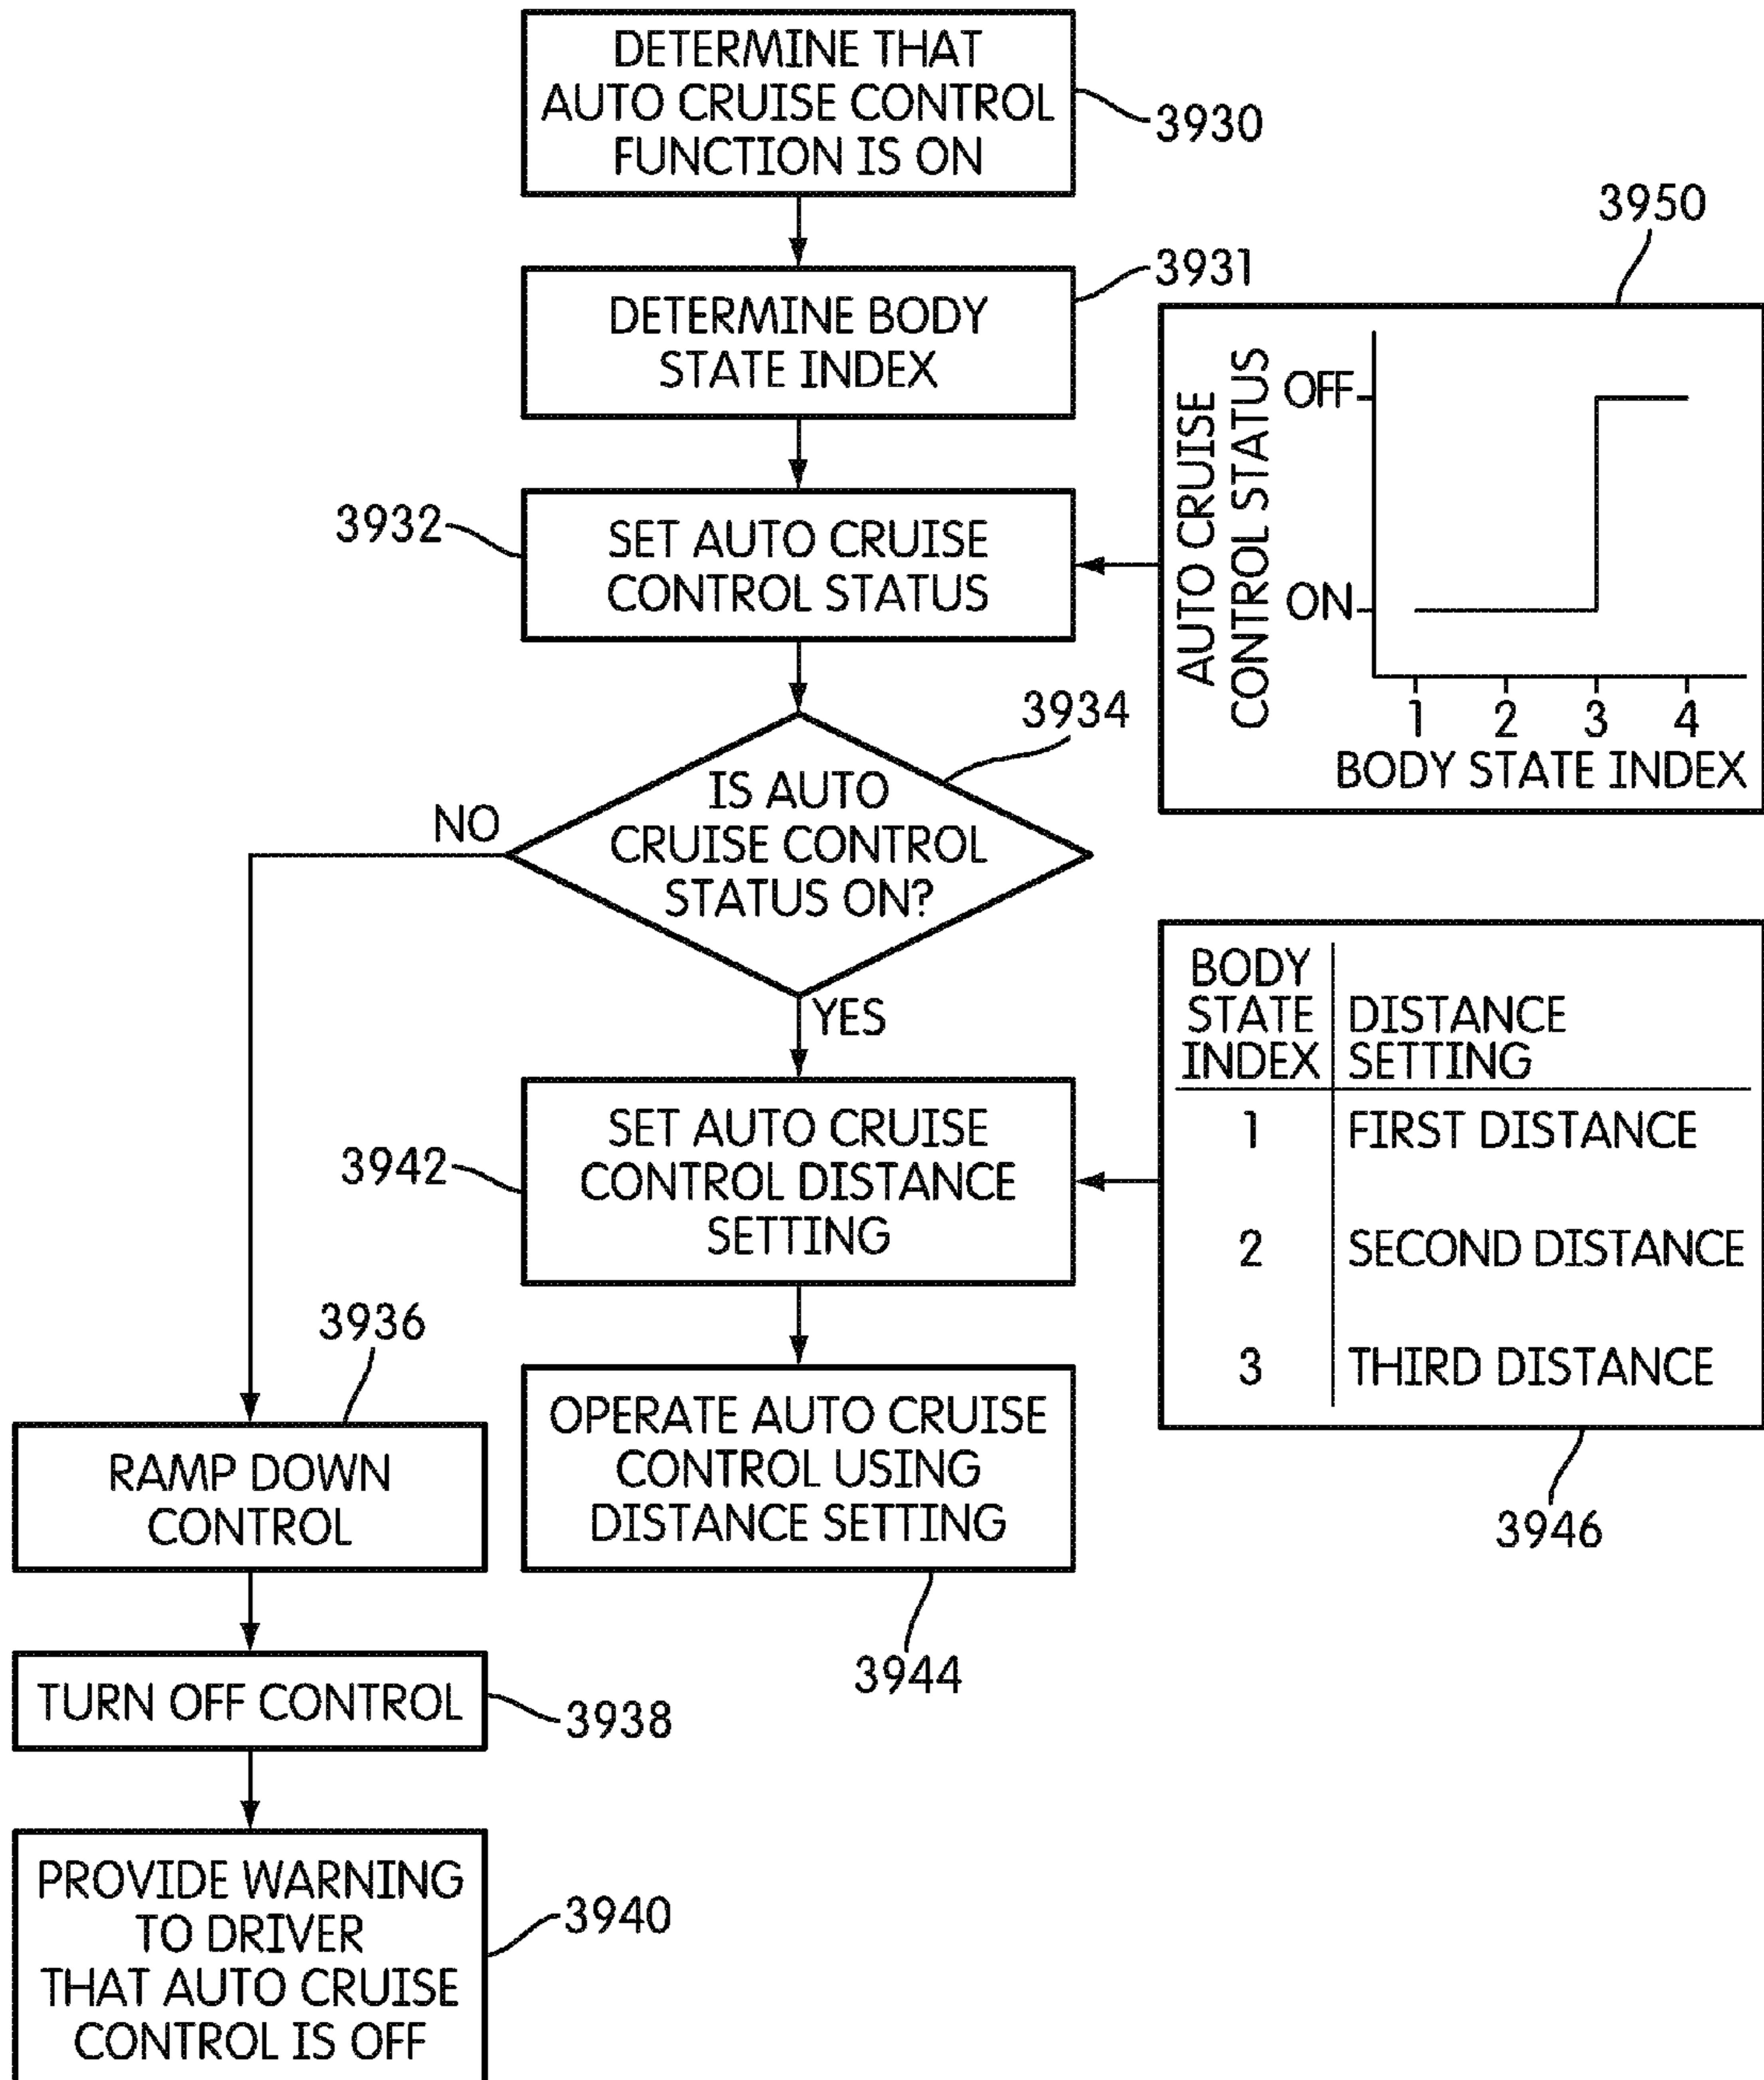 DETERMINE THAT
AUTO CRUISE CONTROL
FUNCTION IS ON
3930
DETERMINE BODY
STATE INDEX
3931
3950
AUTO CRUISE
CONTROL STATUS
OFF
ON
1 2 3 4
BODY STATE INDEX
3932
SET AUTO CRUISE
CONTROL STATUS
3934
IS AUTO
CRUISE CONTROL
STATUS ON?
NO
YES
3942
SET AUTO CRUISE
CONTROL DISTANCE
SETTING
BODY
STATE
INDEX
DISTANCE
SETTING
1 FIRST DISTANCE
2 SECOND DISTANCE
3 THIRD DISTANCE
3946
3936
RAMP DOWN
CONTROL
OPERATE AUTO CRUISE
CONTROL USING
DISTANCE SETTING
3944
TURN OFF CONTROL
3938
PROVIDE WARNING
TO DRIVER
THAT AUTO CRUISE
CONTROL IS OFF
3940